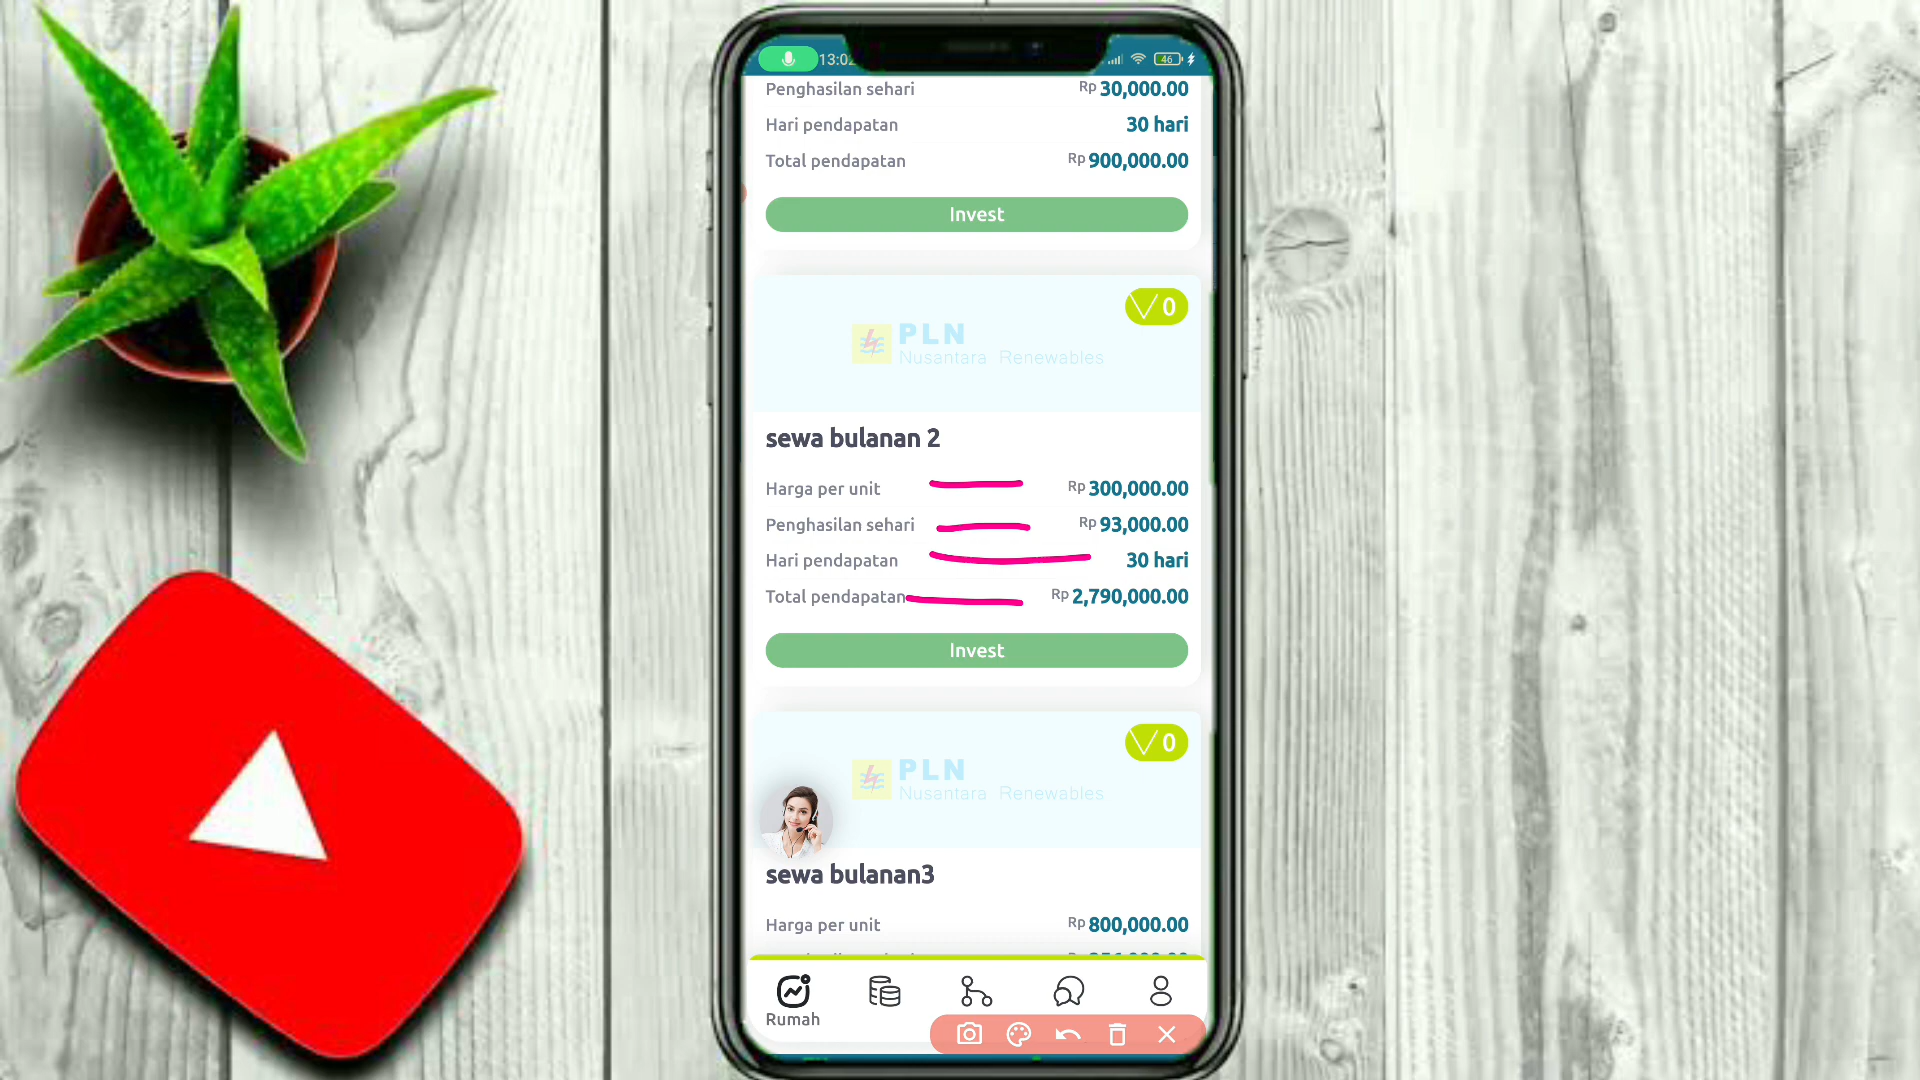 13:02
46
Penghasilan sehari Rp 30,000.00
Hari pendapatan 30 hari
Total pendapatan Rp 900,000.00
Invest
0
PLN
Nusantara Renewables
sewa bulanan 2
Harga per unit Rp 300,000.00
Penghasilan sehari Rp 93,000.00
Hari pendapatan 30 hari
Total pendapatan Rp 2,790,000.00
Invest
0
PLN
Nusantara Renewables
sewa bulanan3
Harga per unit Rp 800,000.00
Rumah